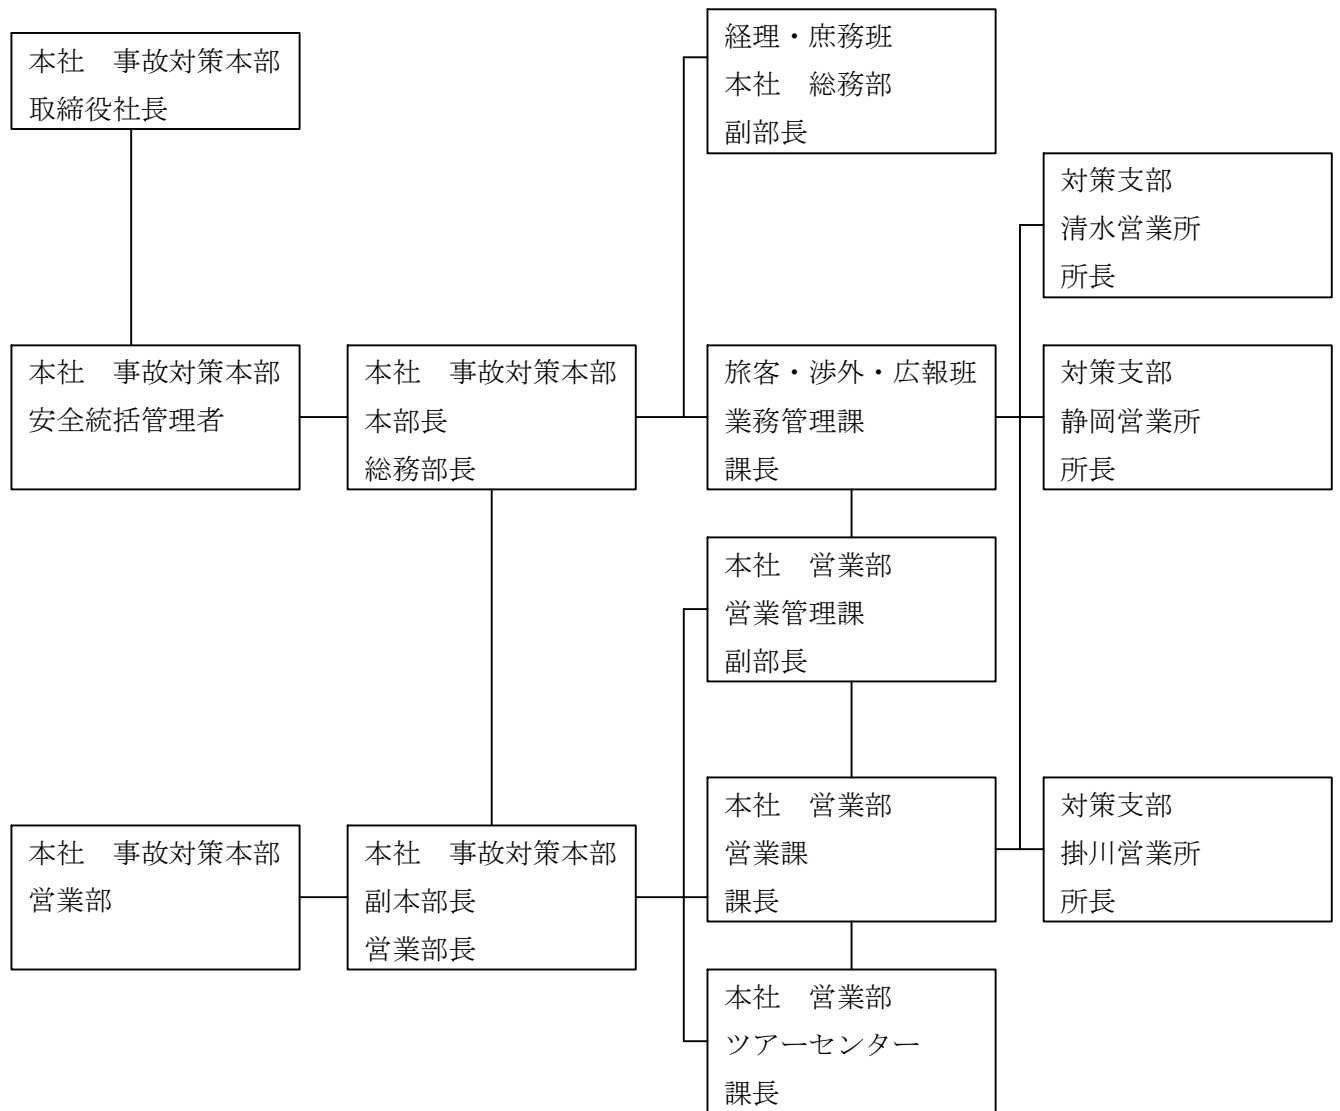 本社　事故対策本部
取締役社長
経理・庶務班
本社　総務部
副部長
対策支部
清水営業所
所長
本社　事故対策本部
安全統括管理者
本社　事故対策本部
本部長
総務部長
旅客・渉外・広報班
業務管理課
課長
対策支部
静岡営業所
所長
本社　営業部
営業管理課
副部長
本社　事故対策本部
営業部
本社　事故対策本部
副本部長
営業部長
本社　営業部
営業課
課長
対策支部
掛川営業所
所長
本社　営業部
ツアーセンター
課長